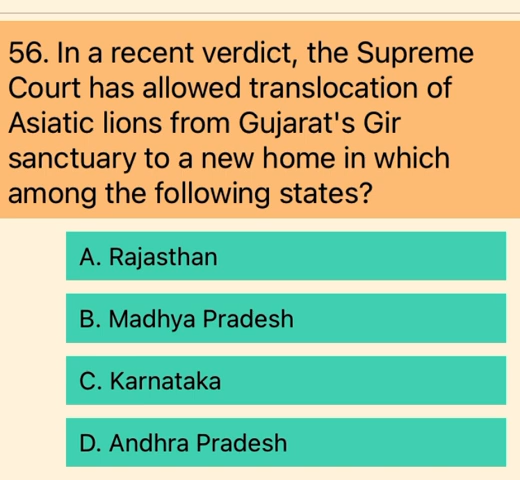 56. In a recent verdict, the Supreme
Court has allowed translocation of
Asiatic lions from Gujarat's Gir
sanctuary to a new home in which
among the following states?
A. Rajasthan
B. Madhya Pradesh
C. Karnataka
D. Andhra Pradesh